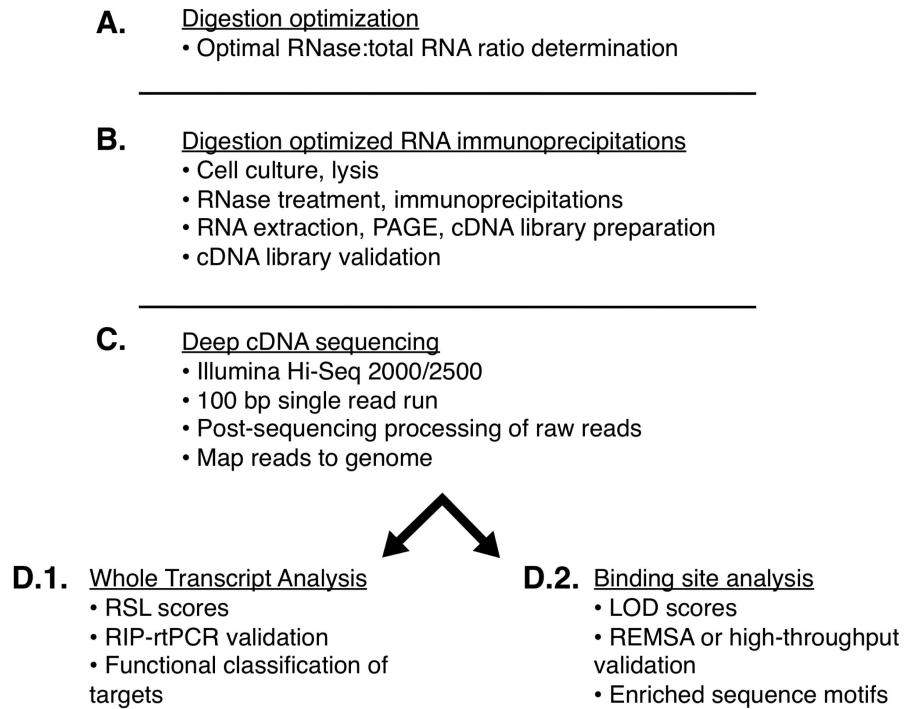 A. Digestion optimization
• Optimal RNase:total RNA ratio determination
B. Digestion optimized RNA immunoprecipitations
• Cell culture, lysis
• RNase treatment, immunoprecipitations
• RNA extraction, PAGE, cDNA library preparation
• cDNA library validation
C. Deep cDNA sequencing
• Illumina Hi-Seq 2000/2500
• 100 bp single read run
• Post-sequencing processing of raw reads
• Map reads to genome
D.1. Whole Transcript Analysis
• RSL scores
• RIP-rtPCR validation
• Functional classification of
targets
D.2. Binding site analysis
• LOD scores
• REMSA or high-throughput
validation
• Enriched sequence motifs